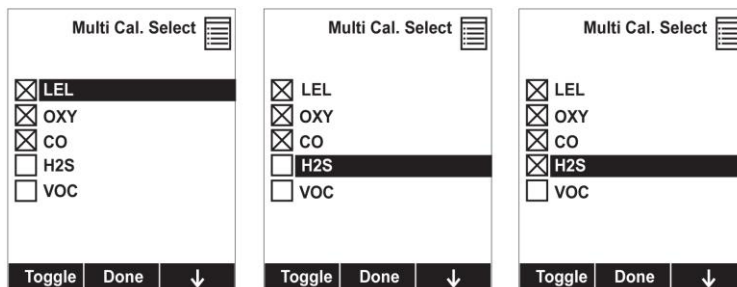 Multi Cal. Select
LEL
OXY
CO
H2S
VOC
Toggle Done ↓
Multi Cal. Select
LEL
OXY
CO
H2S
VOC
Toggle Done ↓
Multi Cal. Select
LEL
OXY
CO
H2S
VOC
Toggle Done ↓